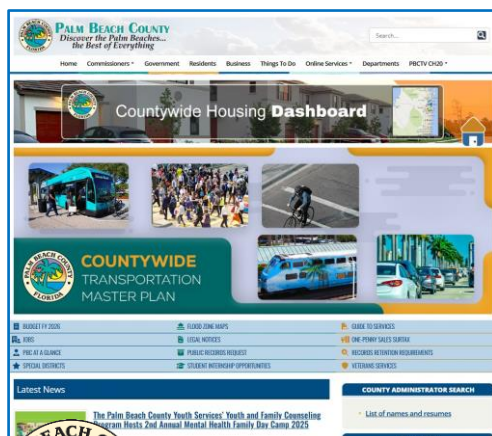 PALM BEACH COUNTY
Discover the Palm Beaches...
the Best of Everything
Search...
Home Commissioners Government Residents Business Things To Do Online Services Departments PBCTV CH20
Countywide Housing Dashboard
PALM BEACH COUNTY
FLORIDA
COUNTYWIDE
TRANSPORTATION
MASTER PLAN
BUDGET FY 2026
FLOOD ZONE MAPS
GUIDE TO SERVICES
JOBS
LEGAL NOTICES
ONE-PENNY SALES SURTAX
PBC AT A GLANCE
PUBLIC RECORDS REQUEST
RECORDS RETENTION REQUIREMENTS
SPECIAL DISTRICTS
STUDENT INTERNSHIP OPPORTUNITIES
VETERANS SERVICES
Latest News
COUNTY ADMINISTRATOR SEARCH
The Palm Beach County Youth Services' Youth and Family Counseling
Program Hosts 2nd Annual Mental Health Family Day Camp 2025
List of names and resumes